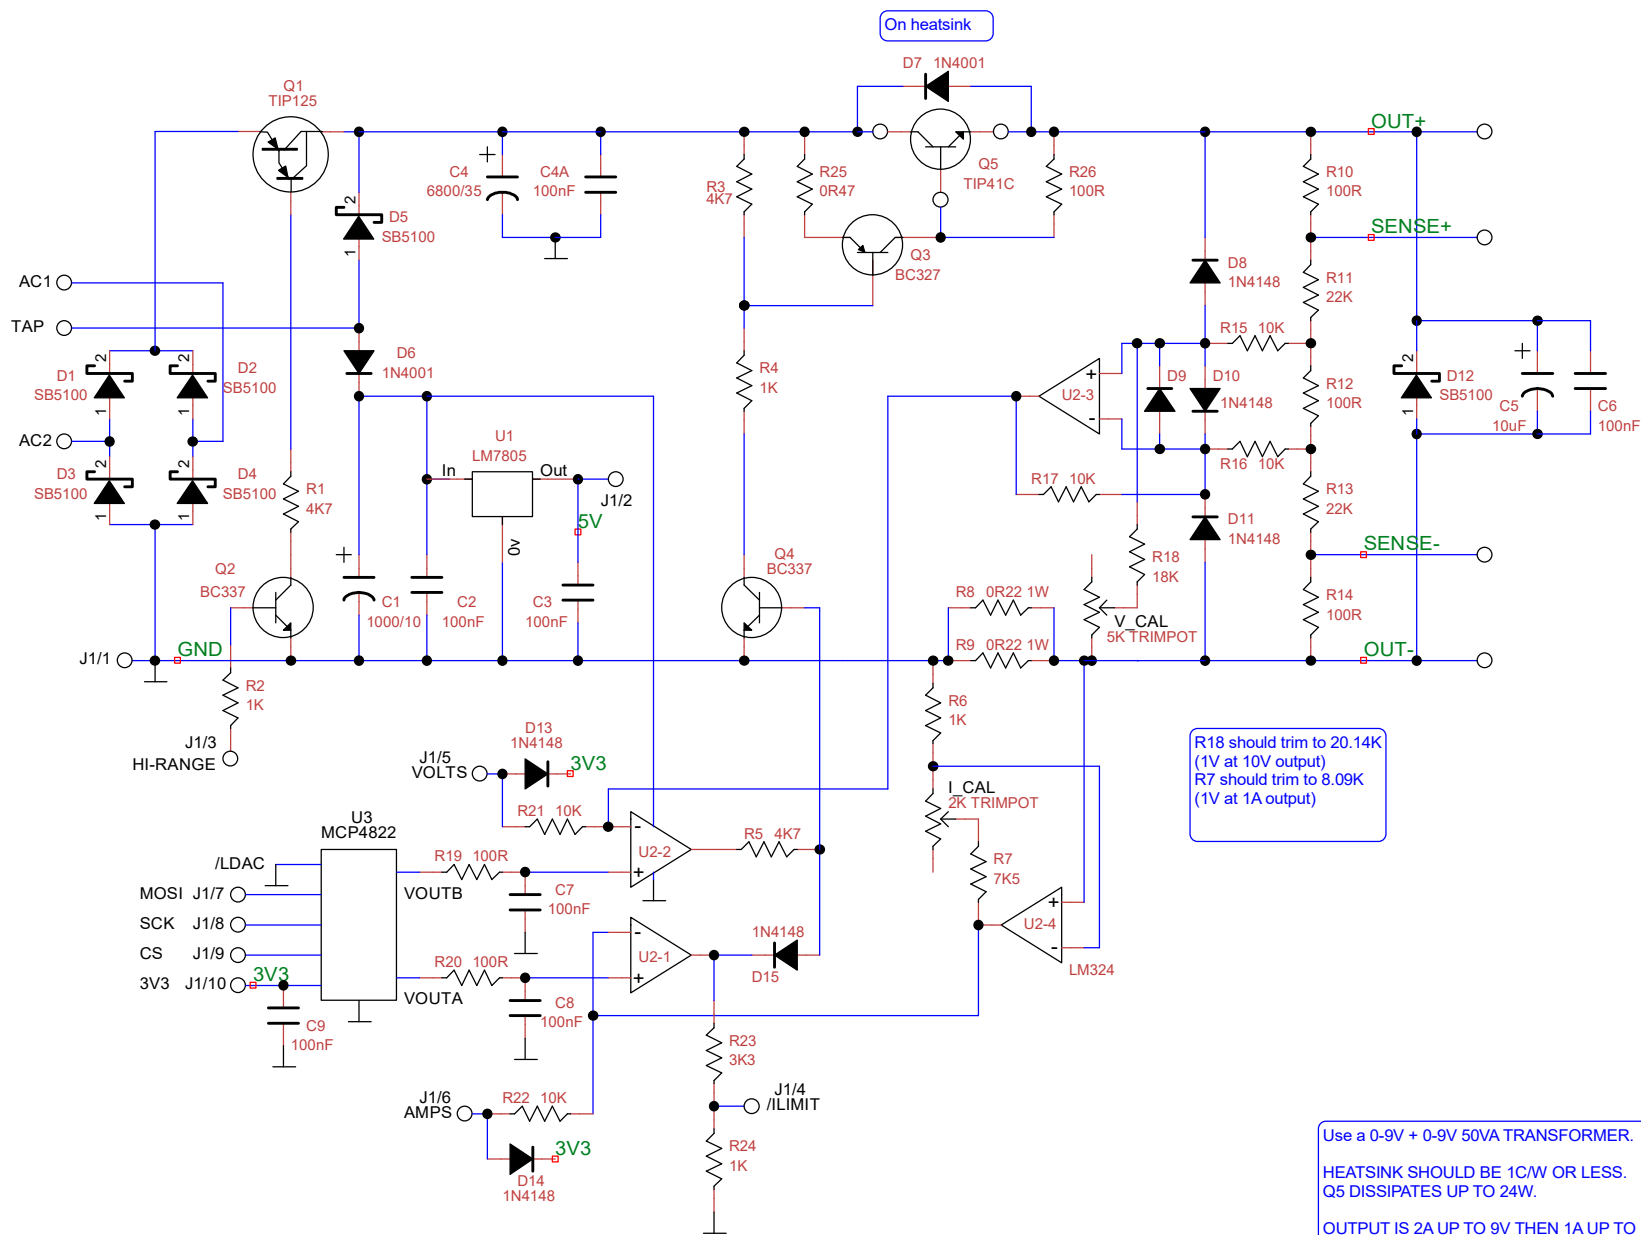 On heatsink
D7 1N4001
Q1
TIP125
OUT+
C4
6800/35
C4A
100nF
R3
4K7
R25
0R47
Q5
TIP41C
R26
100R
R10
100R
2
D5
SB5100
1
SENSE+
Q3
BC327
D8
1N4148
R11
22K
AC1
TAP
D6
1N4001
R15 10K
D1
SB5100
2
1
D2
SB5100
2
1
R4
1K
U2-3
+
-
D9
D10
1N4148
R12
100R
2
D12
SB5100
1
C5
10uF
C6
100nF
AC2
U1
LM7805
In
Out
0v
J1/2
5V
R16 10K
D3
SB5100
2
1
D4
SB5100
2
1
R1
4K7
R17 10K
R13
22K
D11
1N4148
SENSE-
R18
18K
Q2
BC337
Q4
BC337
C1
1000/10
C2
100nF
C3
100nF
R8 0R22 1W
R9 0R22 1W
V_CAL
5K TRIMPOT
R14
100R
J1/1
GND
OUT-
R2
1K
J1/3
HI-RANGE
R6
1K
D13
1N4148
J1/5
VOLTS
3V3
R18 should trim to 20.14K
(1V at 10V output)
R7 should trim to 8.09K
(1V at 1A output)
I_CAL
2K TRIMPOT
R21 10K
U3
MCP4822
-
U2-2
+
R5 4K7
/LDAC
R19 100R
VOUTB
C7
100nF
R7
7K5
MOSI J1/7
SCK J1/8
CS J1/9
3V3 J1/10
3V3
-
U2-1
+
1N4148
D15
+
U2-4
-
LM324
R20 100R
VOUTA
C8
100nF
C9
100nF
R23
3K3
J1/4
/ILIMIT
J1/6
AMPS
R22 10K
R24
1K
3V3
D14
1N4148
Use a 0-9V + 0-9V 50VA TRANSFORMER.
HEATSINK SHOULD BE 1C/W OR LESS.
Q5 DISSIPATES UP TO 24W.
OUTPUT IS 2A UP TO 9V THEN 1A UP TO